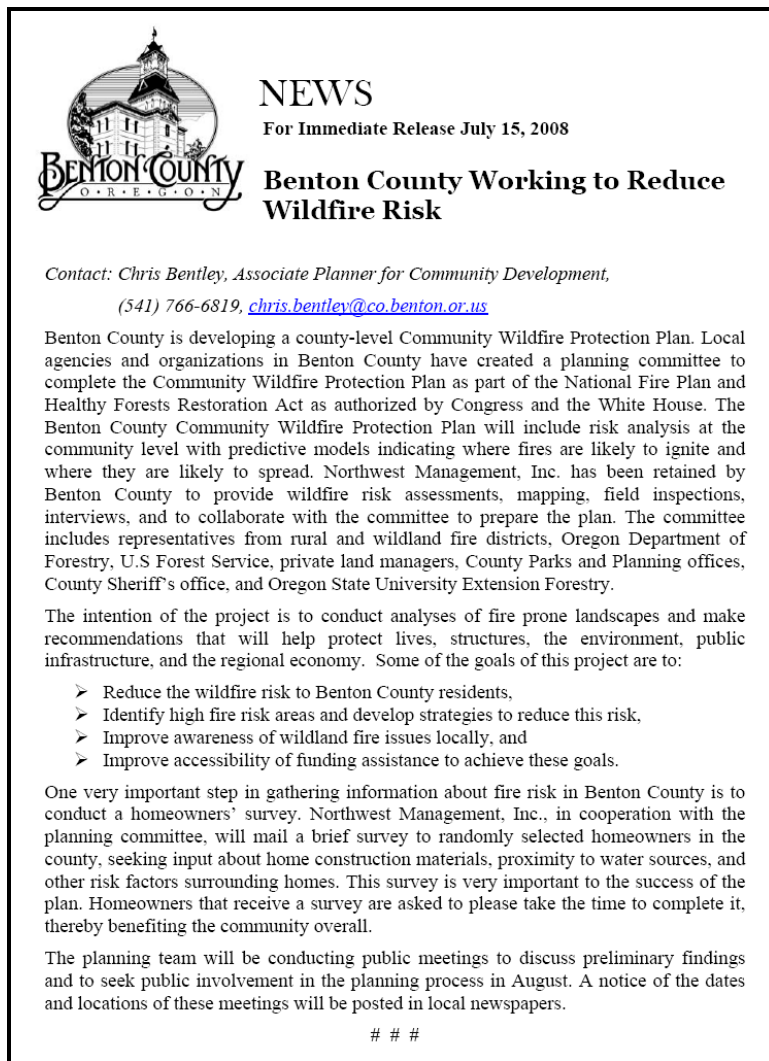 BENTON COUNTY
O·R·E·G·O·N
NEWS
For Immediate Release July 15, 2008
Benton County Working to Reduce
Wildfire Risk
Contact: Chris Bentley, Associate Planner for Community Development,
(541) 766-6819, chris.bentley@co.benton.or.us
Benton County is developing a county-level Community Wildfire Protection Plan. Local
agencies and organizations in Benton County have created a planning committee to
complete the Community Wildfire Protection Plan as part of the National Fire Plan and
Healthy Forests Restoration Act as authorized by Congress and the White House. The
Benton County Community Wildfire Protection Plan will include risk analysis at the
community level with predictive models indicating where fires are likely to ignite and
where they are likely to spread. Northwest Management, Inc. has been retained by
Benton County to provide wildfire risk assessments, mapping, field inspections,
interviews, and to collaborate with the committee to prepare the plan. The committee
includes representatives from rural and wildland fire districts, Oregon Department of
Forestry, U.S Forest Service, private land managers, County Parks and Planning offices,
County Sheriff's office, and Oregon State University Extension Forestry.
The intention of the project is to conduct analyses of fire prone landscapes and make
recommendations that will help protect lives, structures, the environment, public
infrastructure, and the regional economy. Some of the goals of this project are to:
➢ Reduce the wildfire risk to Benton County residents,
➢ Identify high fire risk areas and develop strategies to reduce this risk,
➢ Improve awareness of wildland fire issues locally, and
➢ Improve accessibility of funding assistance to achieve these goals.
One very important step in gathering information about fire risk in Benton County is to
conduct a homeowners' survey. Northwest Management, Inc., in cooperation with the
planning committee, will mail a brief survey to randomly selected homeowners in the
county, seeking input about home construction materials, proximity to water sources, and
other risk factors surrounding homes. This survey is very important to the success of the
plan. Homeowners that receive a survey are asked to please take the time to complete it,
thereby benefiting the community overall.
The planning team will be conducting public meetings to discuss preliminary findings
and to seek public involvement in the planning process in August. A notice of the dates
and locations of these meetings will be posted in local newspapers.
# # #